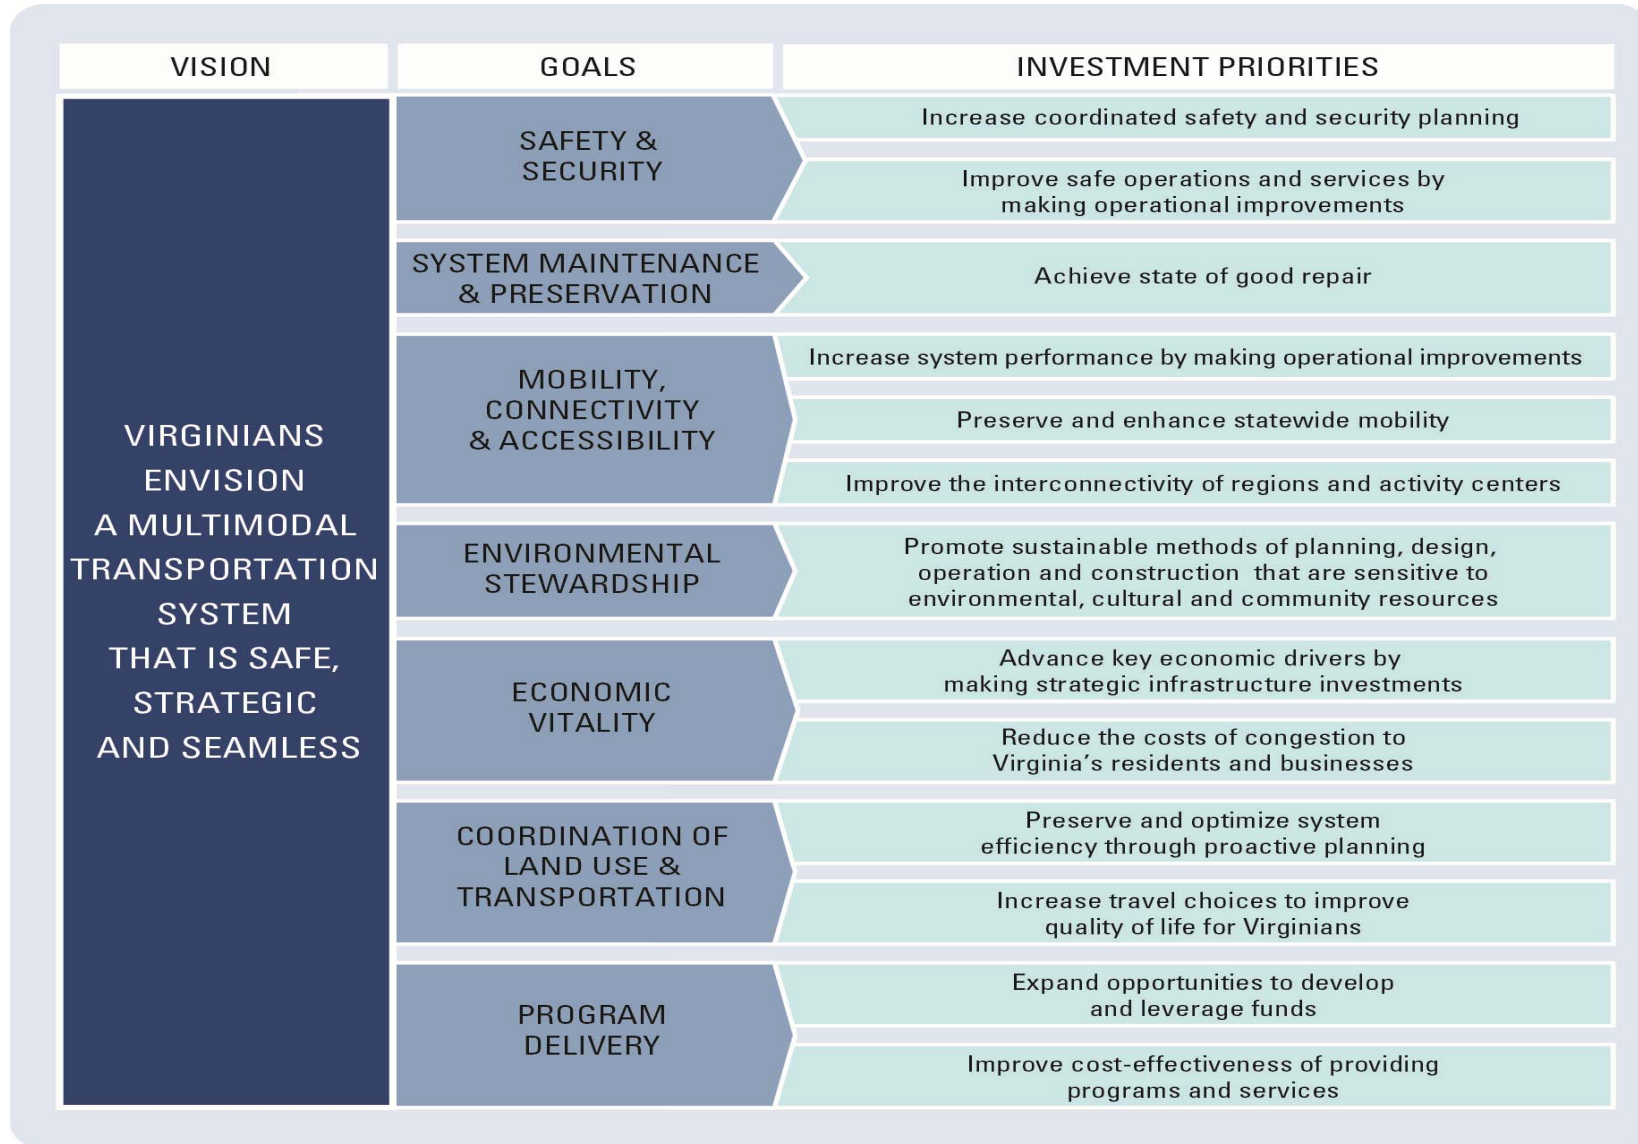 VISION
GOALS
INVESTMENT PRIORITIES
VIRGINIANS
ENVISION
A MULTIMODAL
TRANSPORTATION
SYSTEM
THAT IS SAFE,
STRATEGIC
AND SEAMLESS
SAFETY &
SECURITY
Increase coordinated safety and security planning
Improve safe operations and services by
making operational improvements
SYSTEM MAINTENANCE
& PRESERVATION
Achieve state of good repair
MOBILITY,
CONNECTIVITY
& ACCESSIBILITY
Increase system performance by making operational improvements
Preserve and enhance statewide mobility
Improve the interconnectivity of regions and activity centers
ENVIRONMENTAL
STEWARDSHIP
Promote sustainable methods of planning, design,
operation and construction that are sensitive to
environmental, cultural and community resources
ECONOMIC
VITALITY
Advance key economic drivers by
making strategic infrastructure investments
Reduce the costs of congestion to
Virginia's residents and businesses
COORDINATION OF
LAND USE &
TRANSPORTATION
Preserve and optimize system
efficiency through proactive planning
Increase travel choices to improve
quality of life for Virginians
PROGRAM
DELIVERY
Expand opportunities to develop
and leverage funds
Improve cost-effectiveness of providing
programs and services